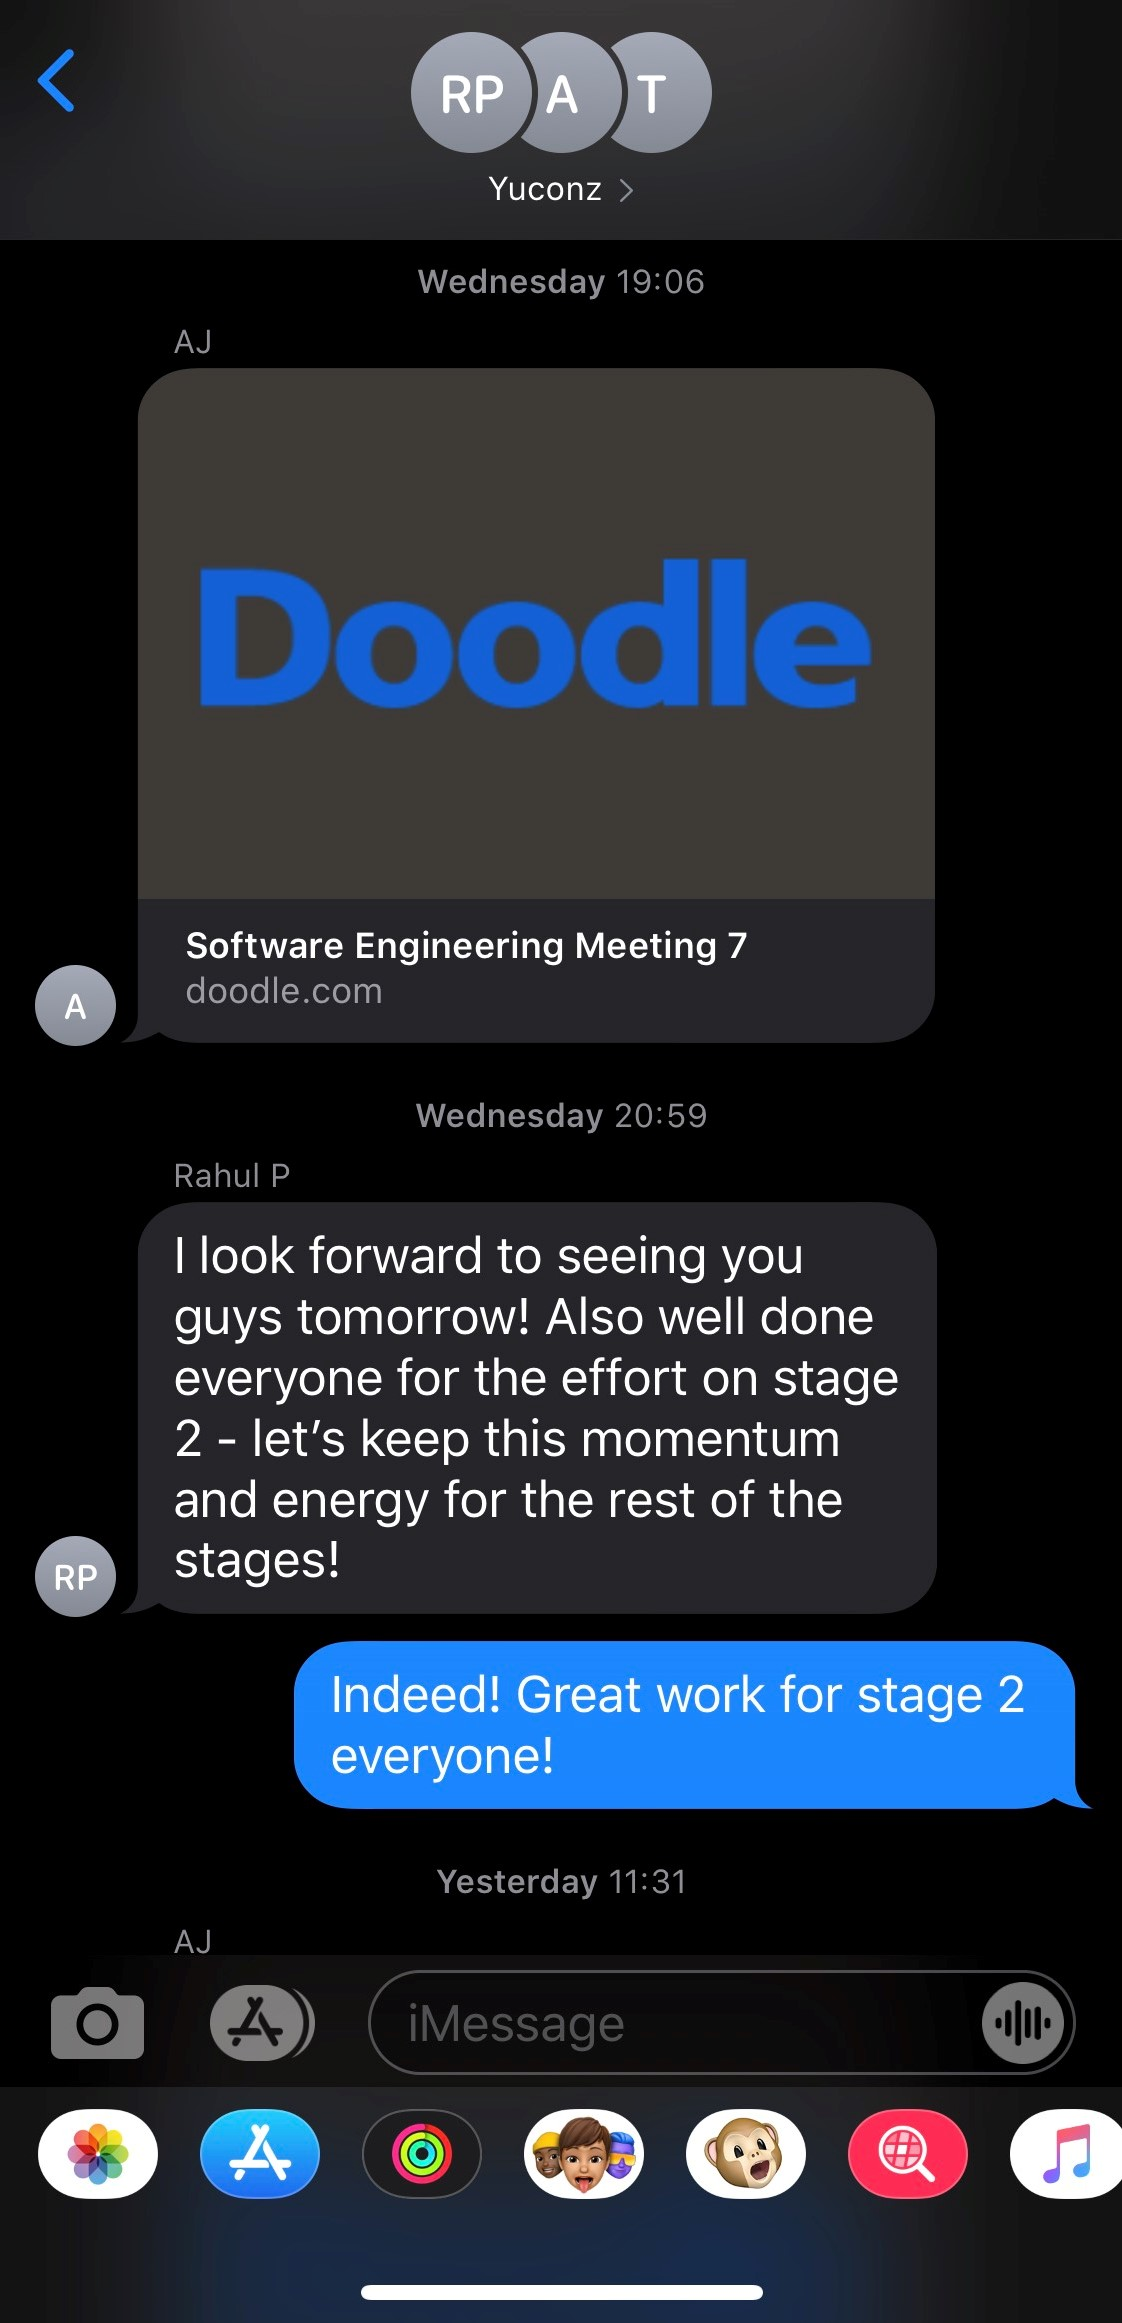 RP A T
Yuconz
Wednesday 19:06
AJ
Doodle
Software Engineering Meeting 7
doodle.com
A
Wednesday 20:59
Rahul P
I look forward to seeing you
guys tomorrow! Also well done
everyone for the effort on stage
2 - let’s keep this momentum
and energy for the rest of the
stages!
RP
Indeed! Great work for stage 2
everyone!
Yesterday 11:31
AJ
iMessage